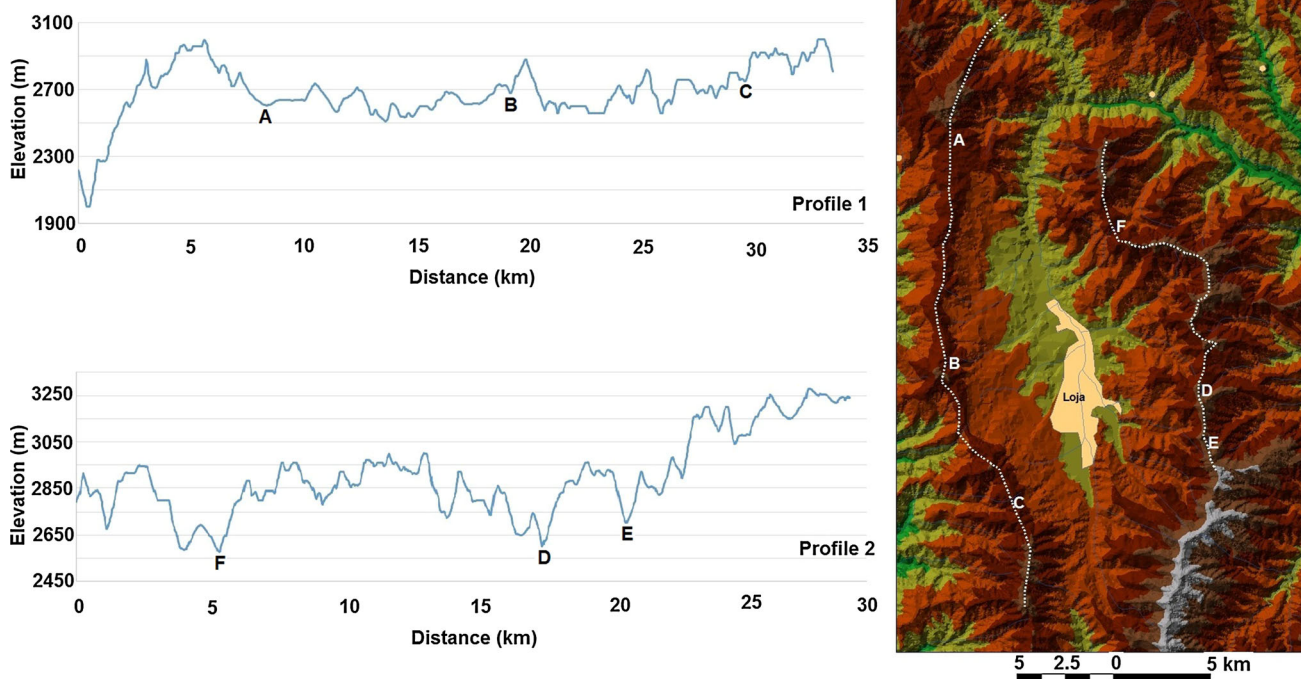 3100
2700
2300
1900
Elevation (m)
A
B
C
Profile 1
0 5 10 15 20 25 30 35
Distance (km)
3250
3050
2850
2650
2450
Elevation (m)
F
D
E
Profile 2
0 5 10 15 20 25 30
Distance (km)
A
F
B
D
Loja
E
C
5 2.5 0 5 km